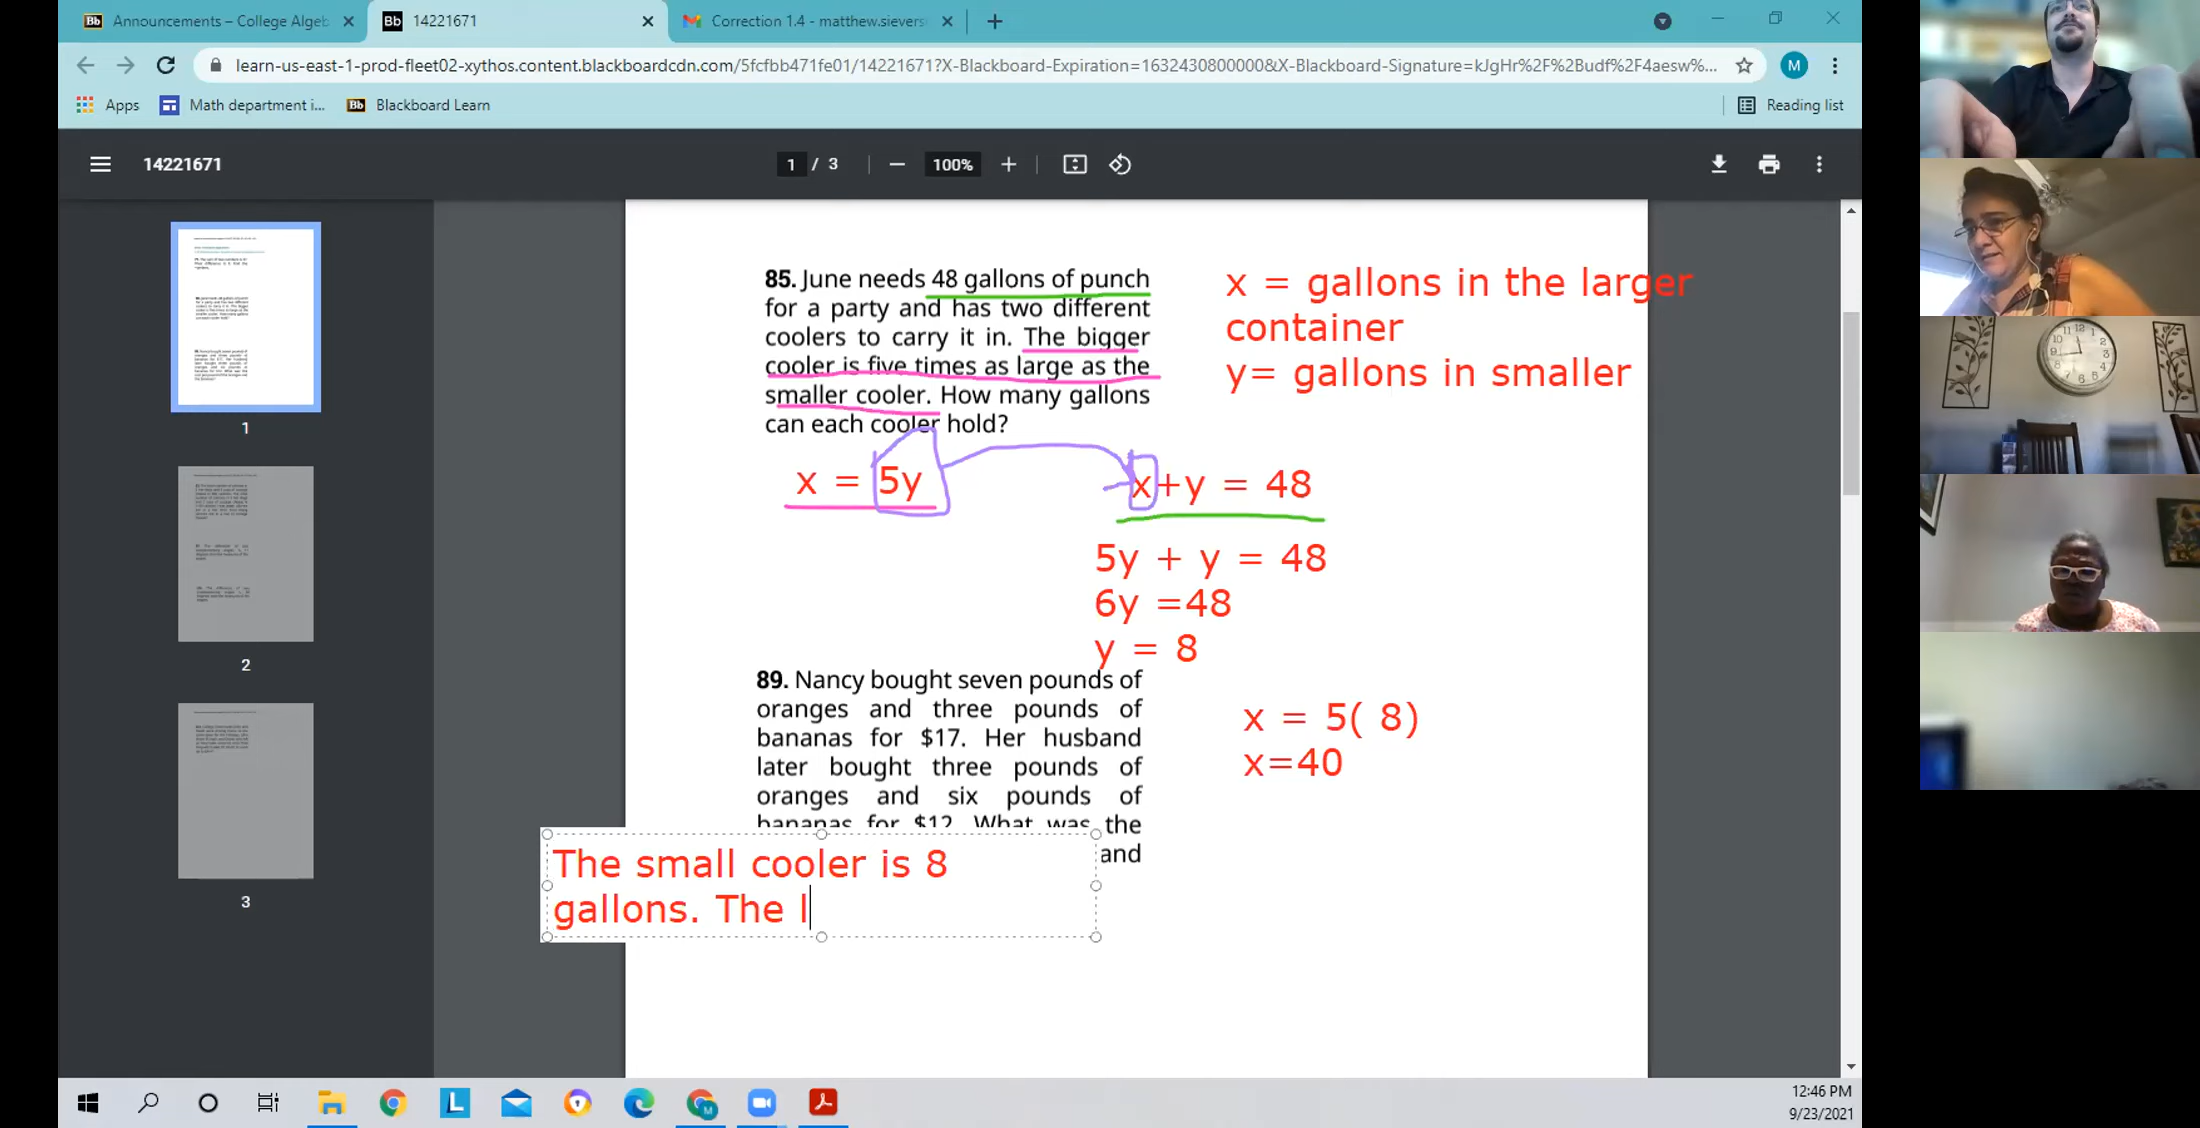 Announcements – College Algeb
14221671
Correction 1.4 - matthew.sievers
learn-us-east-1-prod-fleet02-xythos.content.blackboardcdn.com/5fcfbb471fe01/14221671?X-Blackboard-Expiration=1632430800000&X-Blackboard-Signature=kJgHr%2F%2Budf%2F4aesw%...
M
Apps
Math department i...
Bb
Blackboard Learn
Reading list
14221671
1 / 3
100%
1
2
3
85. June needs 48 gallons of punch
for a party and has two different
coolers to carry it in. The bigger
cooler is five times as large as the
smaller cooler. How many gallons
can each cooler hold?
x = gallons in the larger
container
y= gallons in smaller
x = 5y
x+y = 48
5y + y = 48
6y =48
y = 8
89. Nancy bought seven pounds of
oranges and three pounds of
bananas for $17. Her husband
later bought three pounds of
oranges and six pounds of
bananas for $12. What was the
and
x = 5( 8)
x=40
The small cooler is 8
gallons. The l
12:46 PM
9/23/2021